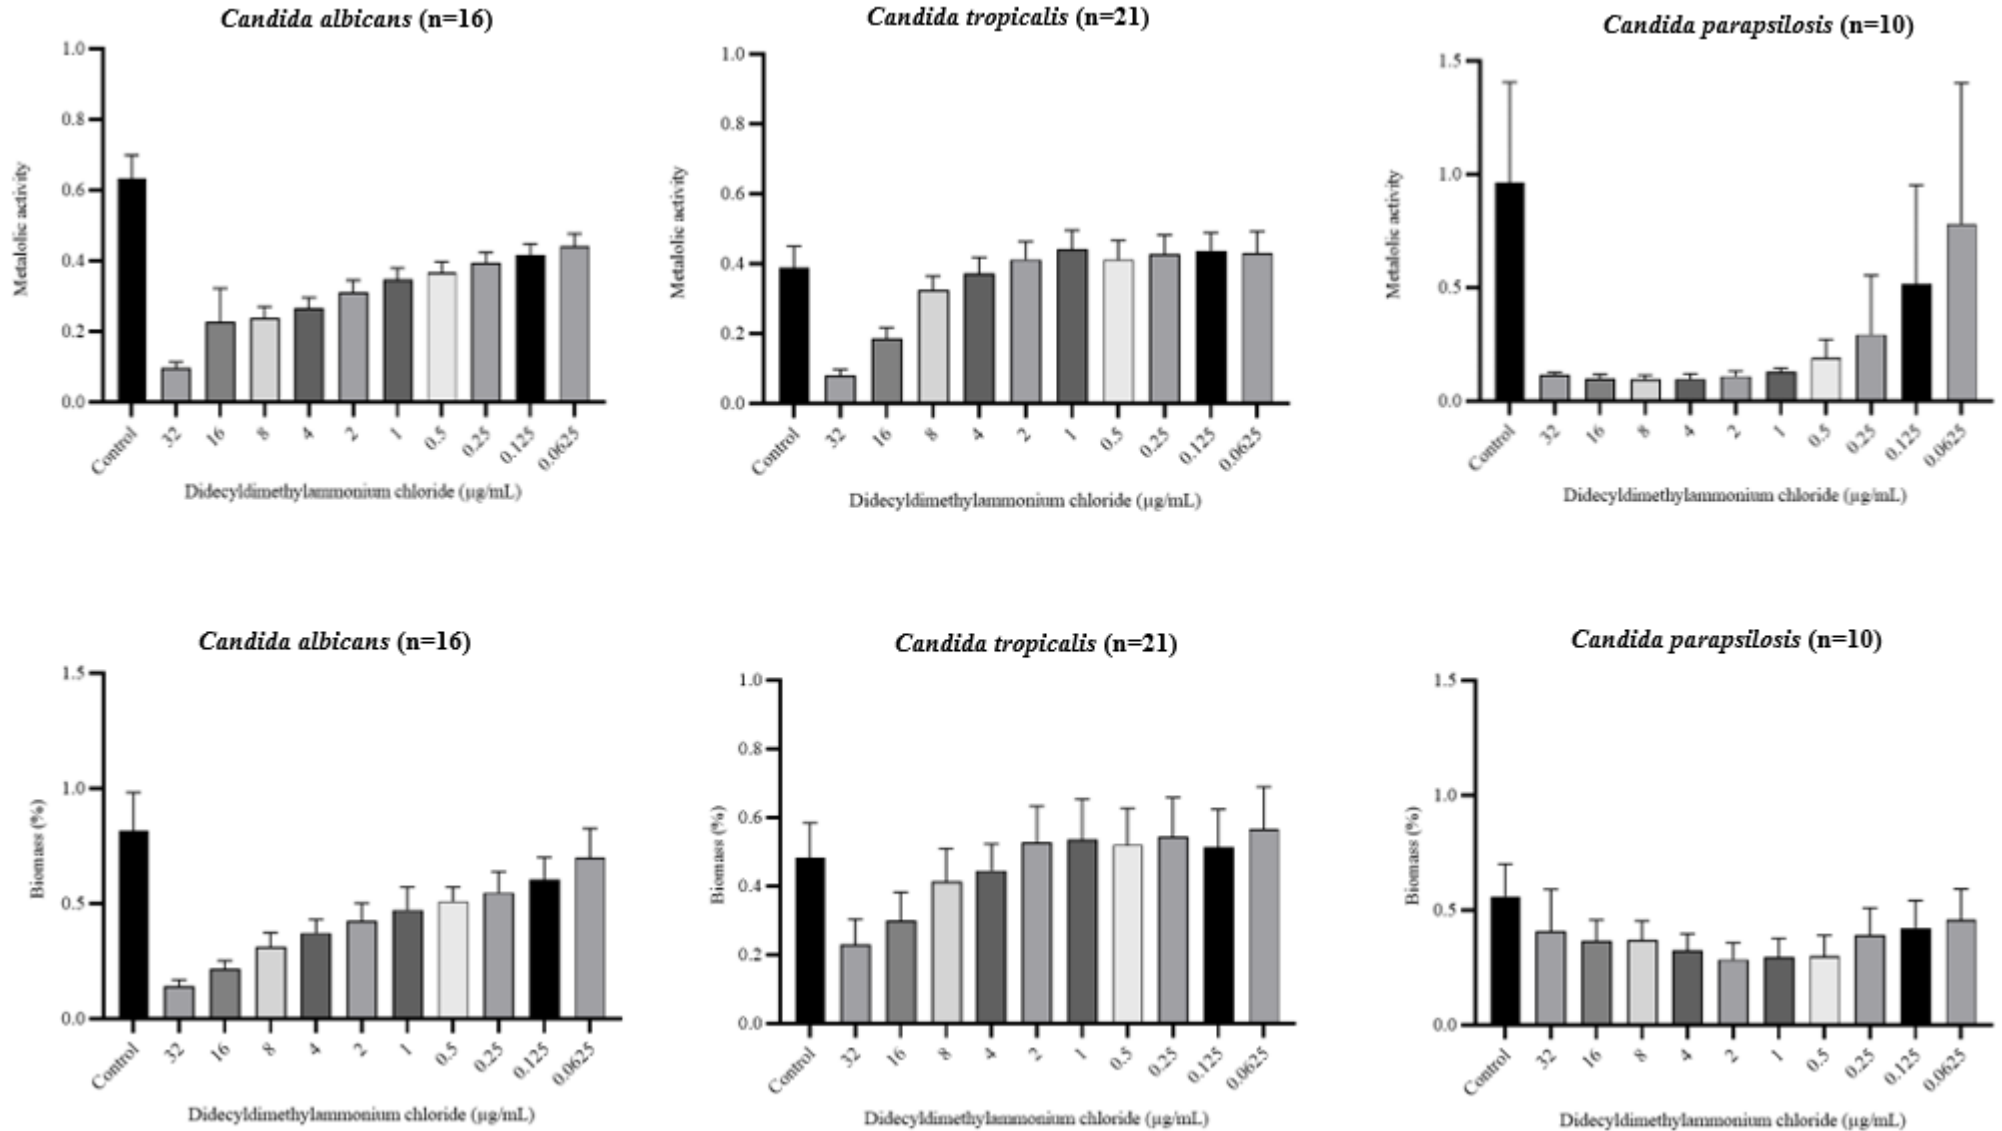 Candida albicans (n=16)
1.0
0.8
0.6
0.4
0.2
0.0
Metalolic activity
Control 32 16 8 4 2 1 0.5 0.25 0.125 0.0625
Didecyldimethylammonium chloride (µg/mL)
Candida tropicalis (n=21)
1.0
0.8
0.6
0.4
0.2
0.0
Metalolic activity
Control 32 16 8 4 2 1 0.5 0.25 0.125 0.0625
Didecyldimethylammonium chloride (µg/mL)
Candida parapsilosis (n=10)
1.5
1.0
0.5
0.0
Metalolic activity
Control 32 16 8 4 2 1 0.5 0.25 0.125 0.0625
Didecyldimethylammonium chloride (µg/mL)
Candida albicans (n=16)
1.5
1.0
0.5
0.0
Biomass (%)
Control 32 16 8 4 2 1 0.5 0.25 0.125 0.0625
Didecyldimethylammonium chloride (µg/mL)
Candida tropicalis (n=21)
1.0
0.8
0.6
0.4
0.2
0.0
Biomass (%)
Control 32 16 8 4 2 1 0.5 0.25 0.125 0.0625
Didecyldimethylammonium chloride (µg/mL)
Candida parapsilosis (n=10)
1.5
1.0
0.5
0.0
Biomass (%)
Control 32 16 8 4 2 1 0.5 0.25 0.125 0.0625
Didecyldimethylammonium chloride (µg/mL)